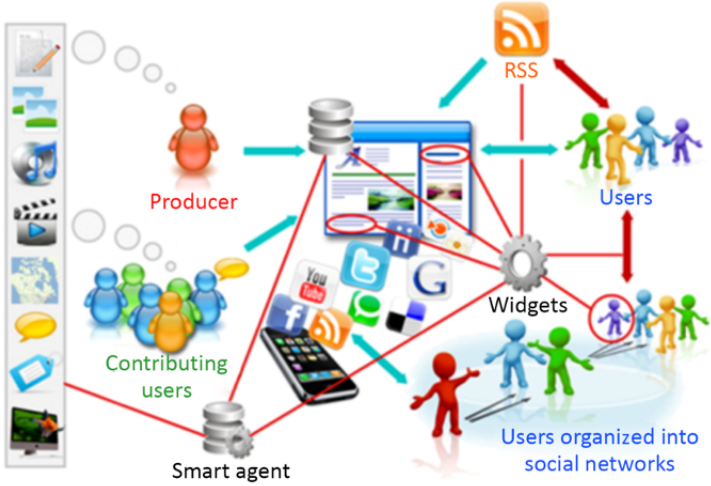 RSS
Producer
A
Users
You
Tube
G
Widgets
f
Contributing
users
Users organized into
social networks
Smart agent